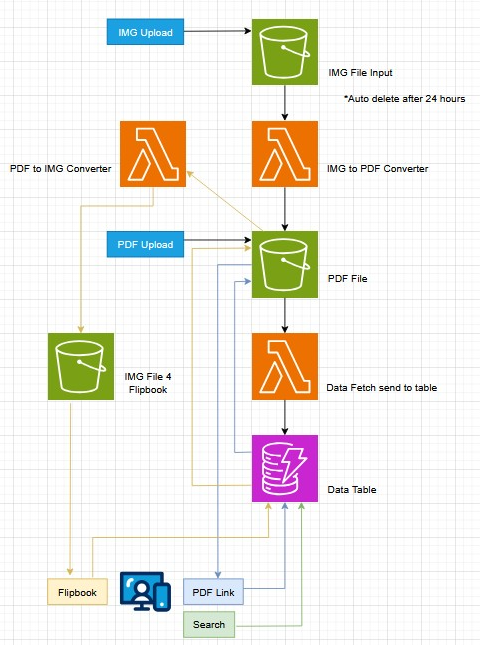 IMG Upload
IMG File Input
*Auto delete after 24 hours
PDF to IMG Converter
IMG to PDF Converter
PDF Upload
PDF File
IMG File 4
Flipbook
Data Fetch send to table
Data Table
Flipbook
PDF Link
Search